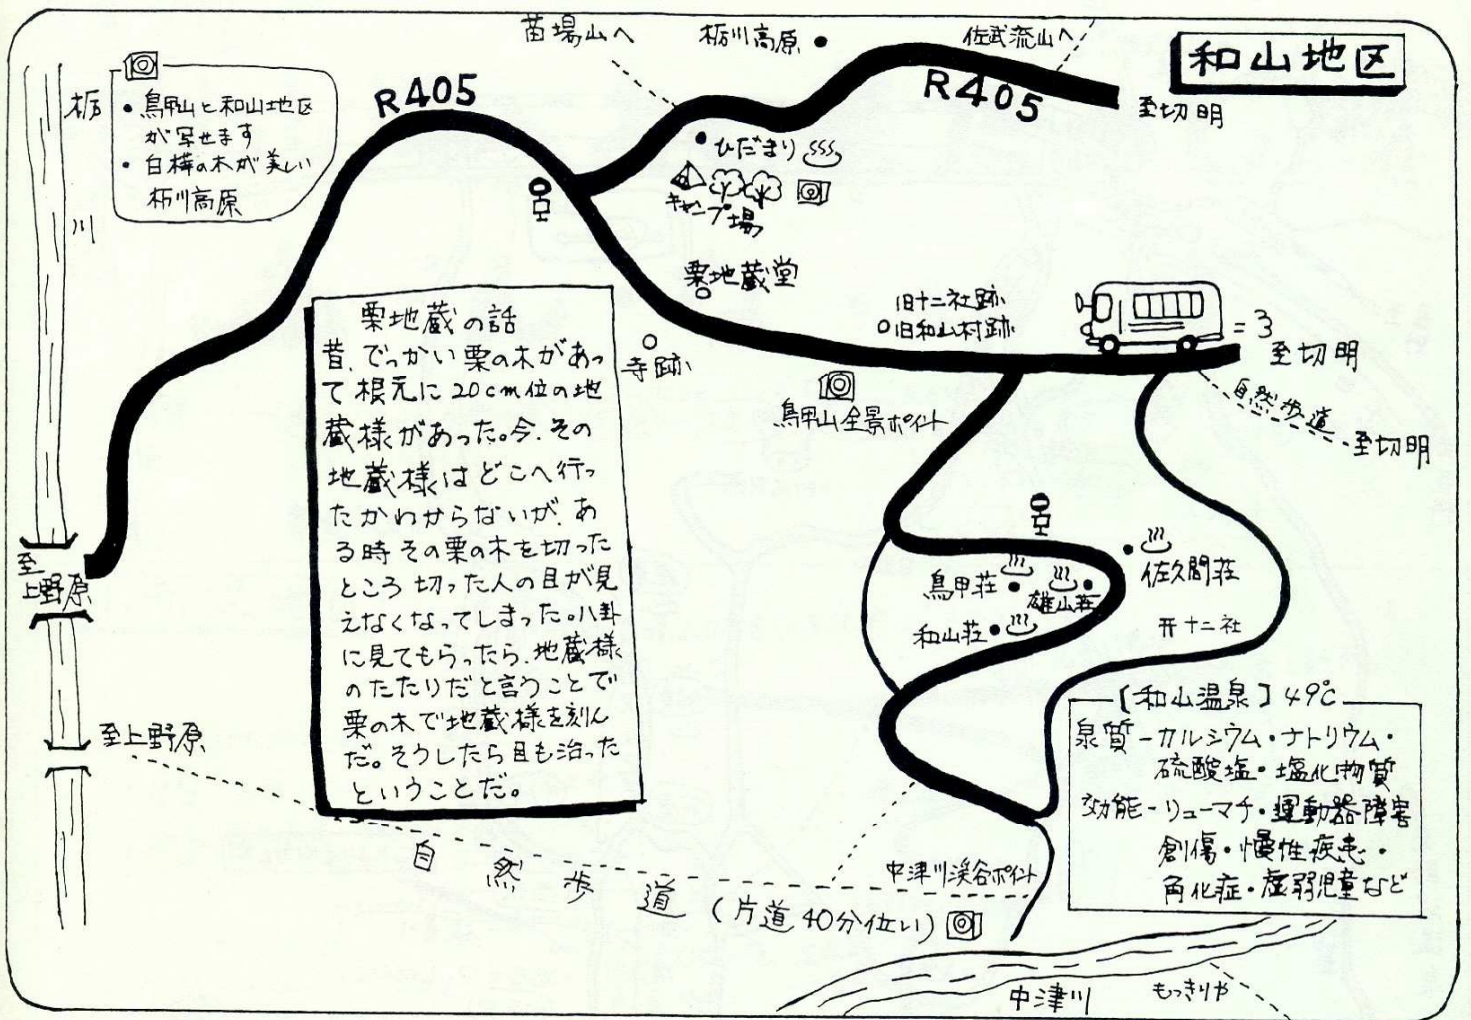 和山地区
苗場山へ
栃川高原
佐武流山へ
R405
R405
至切明
栃
川
• 鳥甲山と和山地区
が写せます
• 白樺の木が美しい
栃川高原
ひだまり
キャンプ場
栗地蔵堂
旧十二社跡
旧和山村跡
寺跡
至切明
自然歩道
至切明
鳥甲山全景ポイント
栗地蔵の話
昔、でっかい栗の木があっ
て根元に20cm位の地
蔵様があった。今、その
地蔵様はどこへ行っ
たかわからないが、あ
る時その栗の木を切った
ところ切った人の目が見
えなくなってしまった。八卦
に見てもらったら、地蔵様
のたたりだと言うことで
栗の木で地蔵様を刻ん
だ。そうしたら目も治った
ということだ。
至
上野原
至上野原
鳥甲荘
雄山荘
佐久間荘
和山荘
十二社
[和山温泉] 49℃
泉質-カルシウム・ナトリウム・
硫酸塩・塩化物質
効能-リューマチ・運動器障害
創傷・慢性疾患・
角化症・虚弱児童など
自然歩道(片道40分位い)
中津川渓谷ポイント
中津川
もっきりや